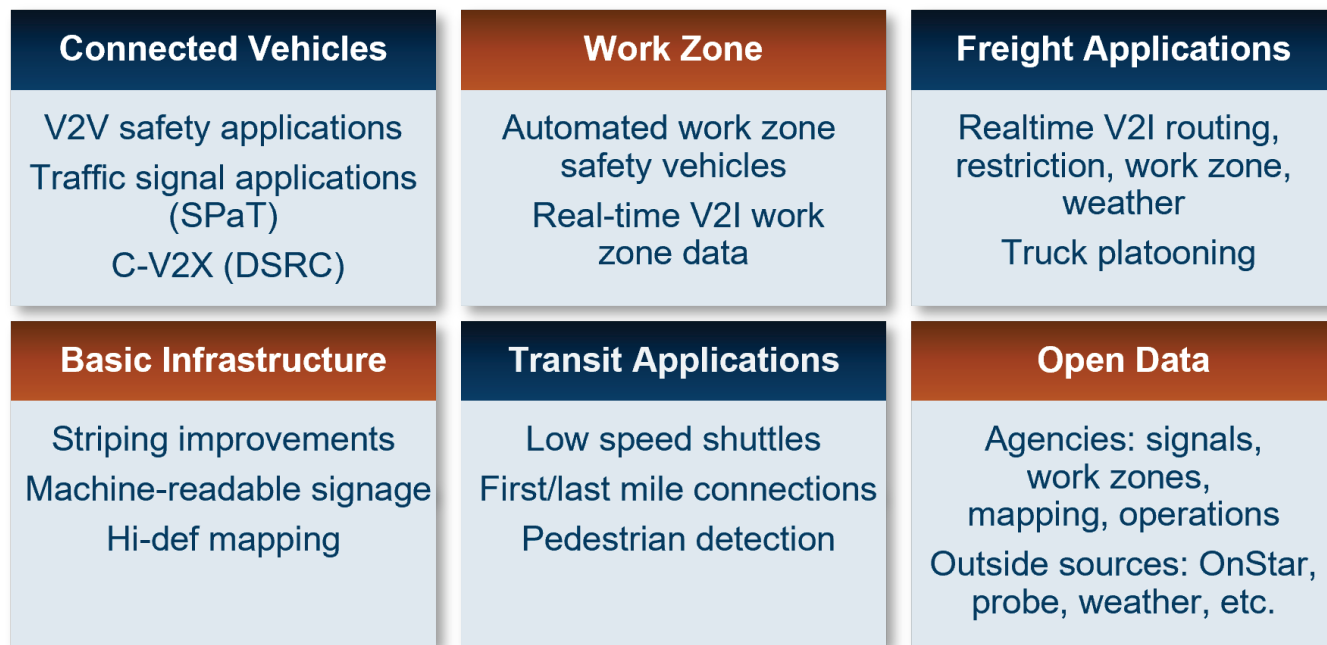 Connected Vehicles
V2V safety applications
Traffic signal applications
(SPaT)
C-V2X (DSRC)
Work Zone
Automated work zone
safety vehicles
Real-time V2I work
zone data
Freight Applications
Realtime V2I routing,
restriction, work zone,
weather
Truck platooning
Basic Infrastructure
Striping improvements
Machine-readable signage
Hi-def mapping
Transit Applications
Low speed shuttles
First/last mile connections
Pedestrian detection
Open Data
Agencies: signals,
work zones,
mapping, operations
Outside sources: OnStar,
probe, weather, etc.